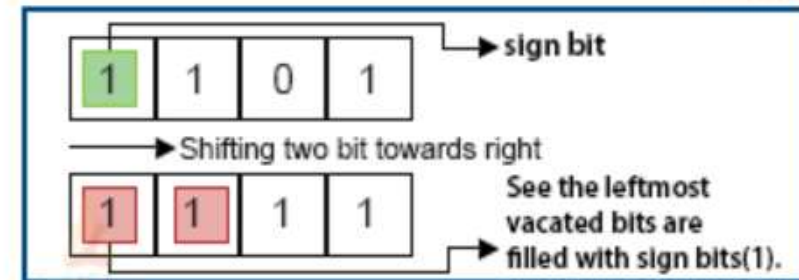 1 1 0 1
sign bit
Shifting two bit towards right
1 1 1 1
See the leftmost
vacated bits are
filled with sign bits(1).